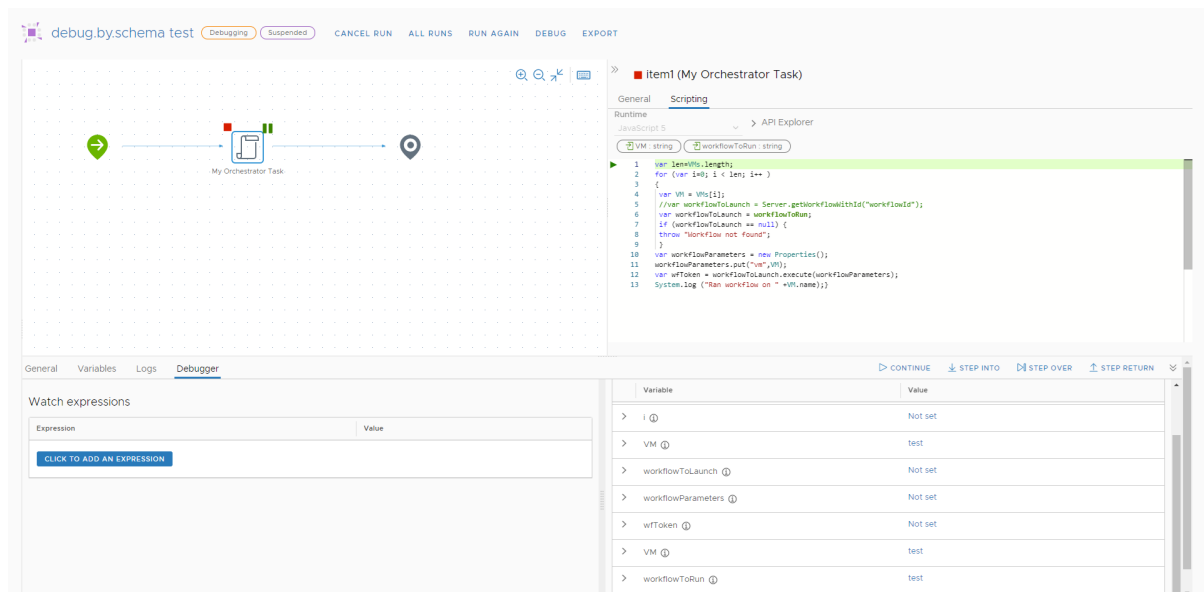 debug.by.schema test Debugging Suspended CANCEL RUN ALL RUNS RUN AGAIN DEBUG EXPORT
My Orchestrator Task
item1 (My Orchestrator Task)
General Scripting
Runtime
JavaScript 5 API Explorer
VM : string workflowToRun : string
1 var len=VMs.length;
2 for (var i=0; i < len; i++ )
3 {
4 var VM = VMs[i];
5 //var workflowToLaunch = Server.getWorkflowWithId("workflowId");
6 var workflowToLaunch = workflowToRun;
7 if (workflowToLaunch == null) {
8 throw "Workflow not found";
9 }
10 var workflowParameters = new Properties();
11 workflowParameters.put("vm",VM);
12 var wfToken = workflowToLaunch.execute(workflowParameters);
13 System.log ("Ran workflow on " +VM.name);}
General Variables Logs Debugger
CONTINUE STEP INTO STEP OVER STEP RETURN
Watch expressions
Expression Value
CLICK TO ADD AN EXPRESSION
Variable Value
i Not set
VM test
workflowToLaunch Not set
workflowParameters Not set
wfToken Not set
VM test
workflowToRun test